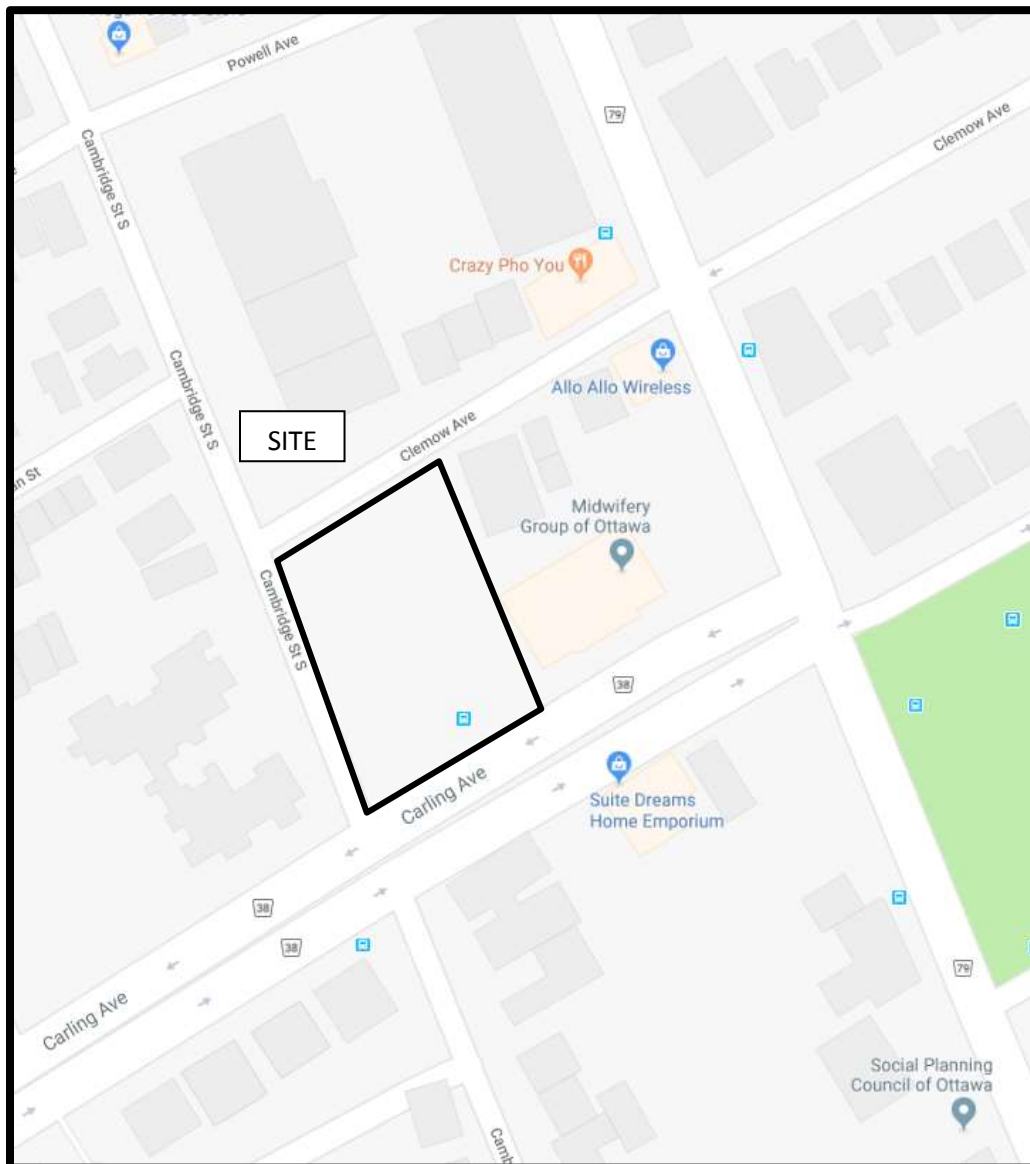 Powell Ave
79
Clemow Ave
Cambridge St S
Crazy Pho You
Allo Allo Wireless
Cambridge St S
SITE
Clemow Ave
Midwifery
Group of Ottawa
Cambridge St S
38
Carling Ave
Suite Dreams
Home Emporium
38
38
79
Carling Ave
Social Planning
Council of Ottawa